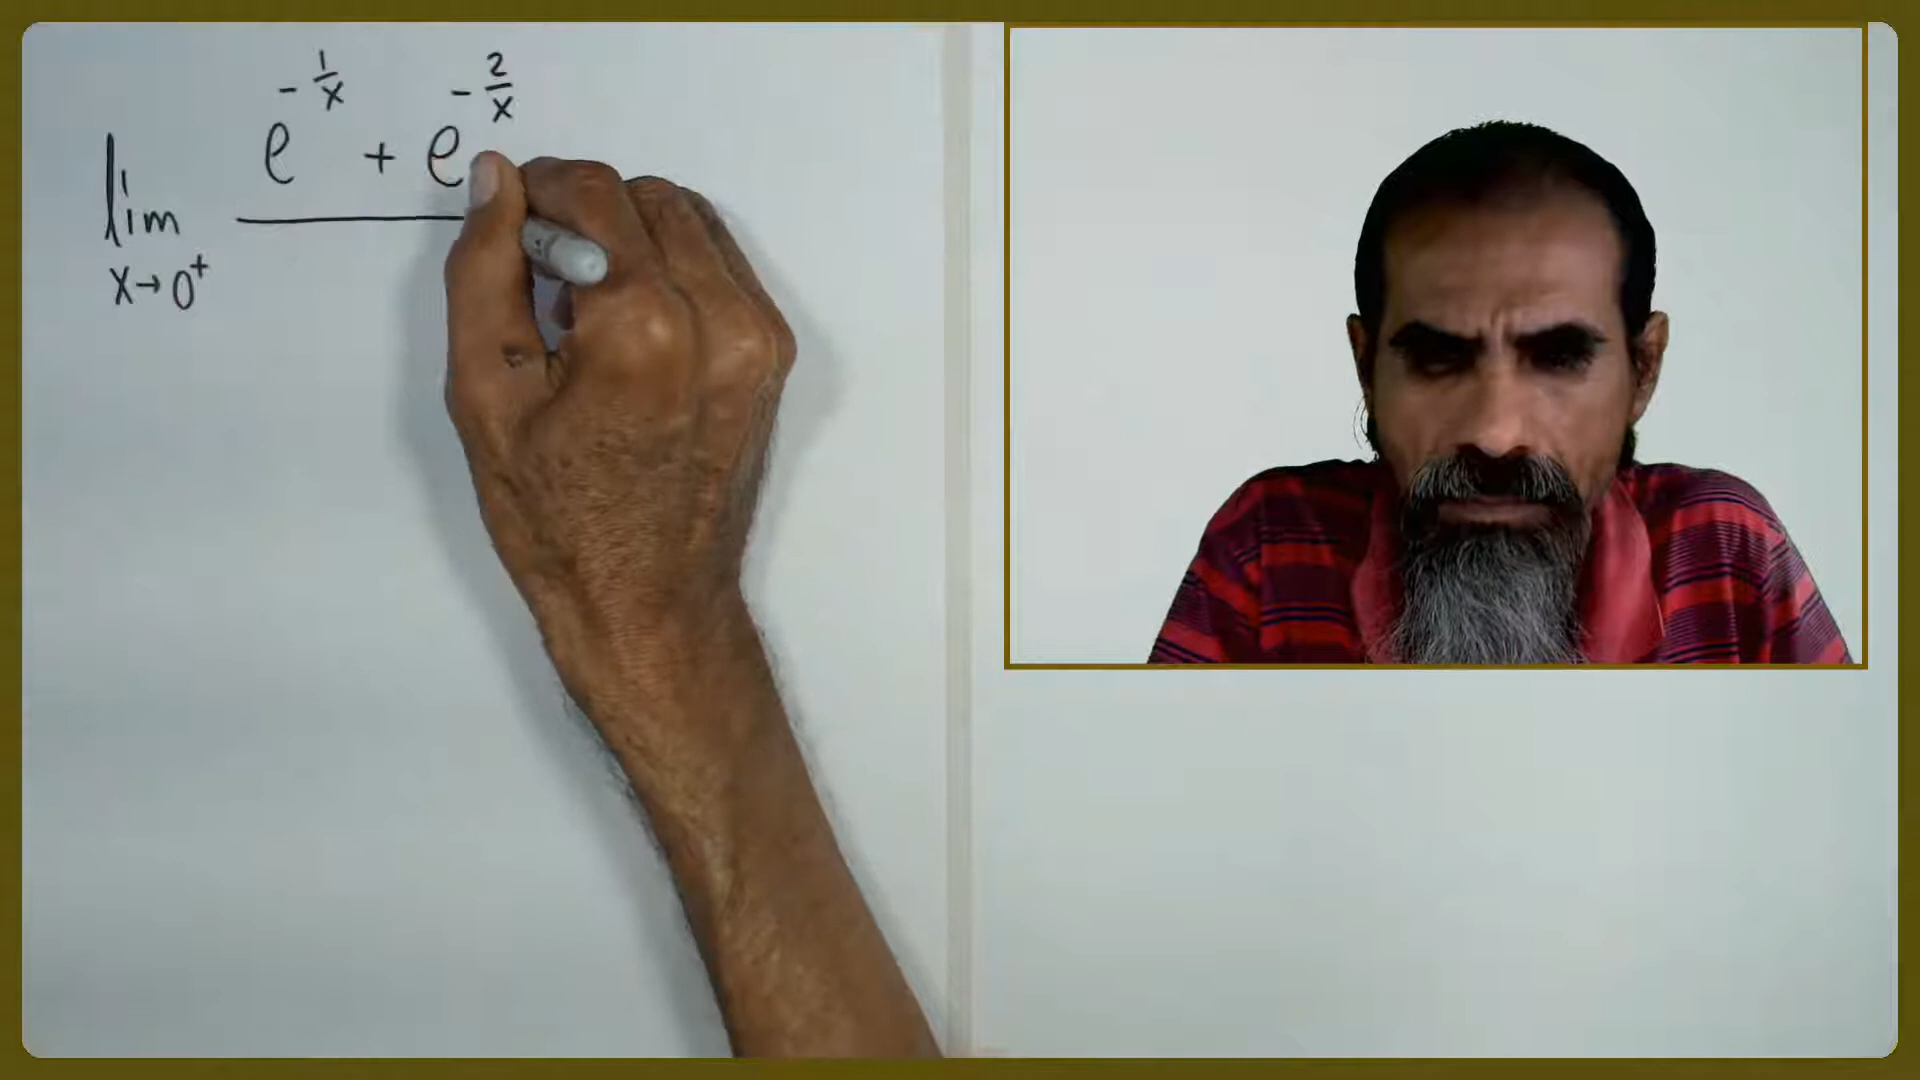 lim x→0⁺ e^(-1/x) + e^(-2/x)